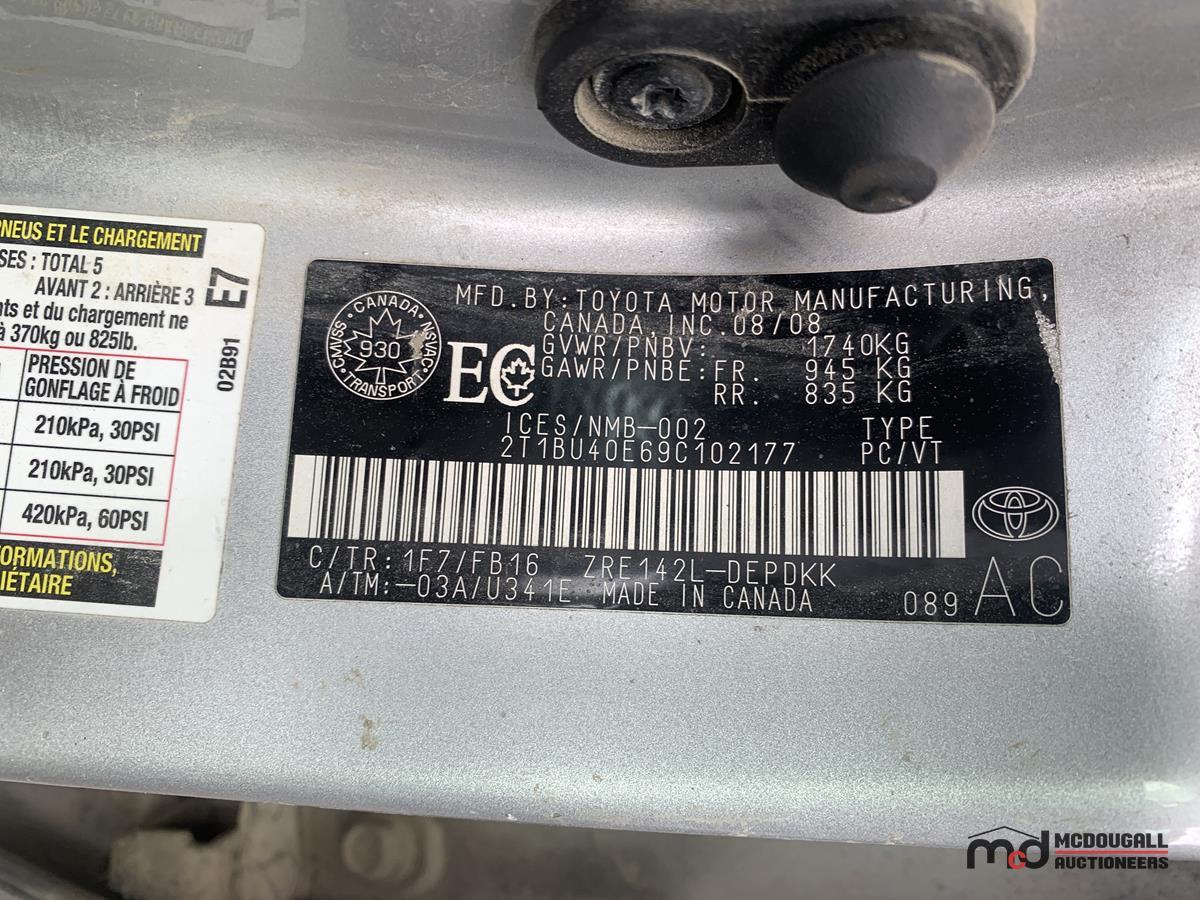 PNEUS ET LE CHARGEMENT
SES : TOTAL 5
AVANT 2 : ARRIÈRE 3
nts et du chargement ne
à 370kg ou 825lb.
PRESSION DE
GONFLAGE À FROID
210kPa, 30PSI
210kPa, 30PSI
420kPa, 60PSI
E7
02B91
MFD. BY: TOYOTA MOTOR MANUFACTURING,
CANADA, INC. 08/08
GVWR/PNBV: 1740KG
GAWR/PNBE: FR. 945 KG
RR. 835 KG
CANADA
CMVSS 930 NSVAC
TRANSPORT
EC
ICES/NMB-002 TYPE
2T1BU40E69C102177 PC/VT
C/TR: 1F7/FB16 ZRE142L-DEPDKK
A/TM:-03A/U341E MADE IN CANADA 089 AC
mcd MCDOUGALL
AUCTIONEERS